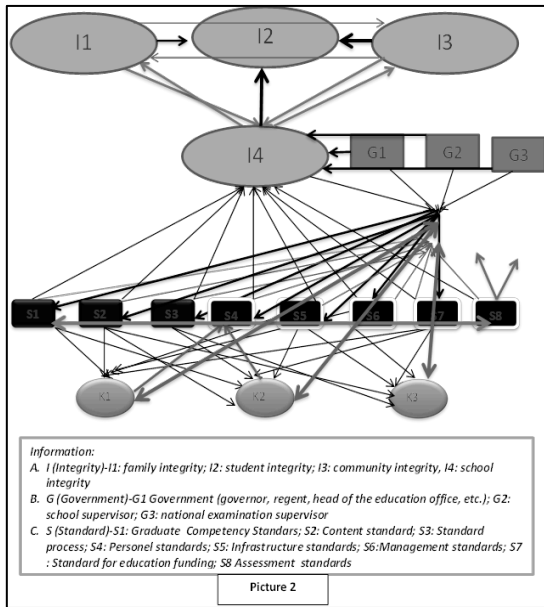 I1
I2
I3
I4
G1
G2
G3
S1
S2
S3
S4
S5
S6
S7
S8
K1
K2
K3
Information:
A. I (Integrity)-I1: family integrity; I2: student integrity; I3: community integrity, I4: school
integrity
B. G (Government)-G1 Government (governor, regent, head of the education office, etc.); G2:
school supervisor; G3: national examination supervisor
C. S (Standard)-S1: Graduate Competency Standars; S2: Content standard; S3: Standard
process; S4: Personel standards; S5: Infrastructure standards; S6:Management standards; S7
: Standard for education funding; S8 Assessment standards
Picture 2